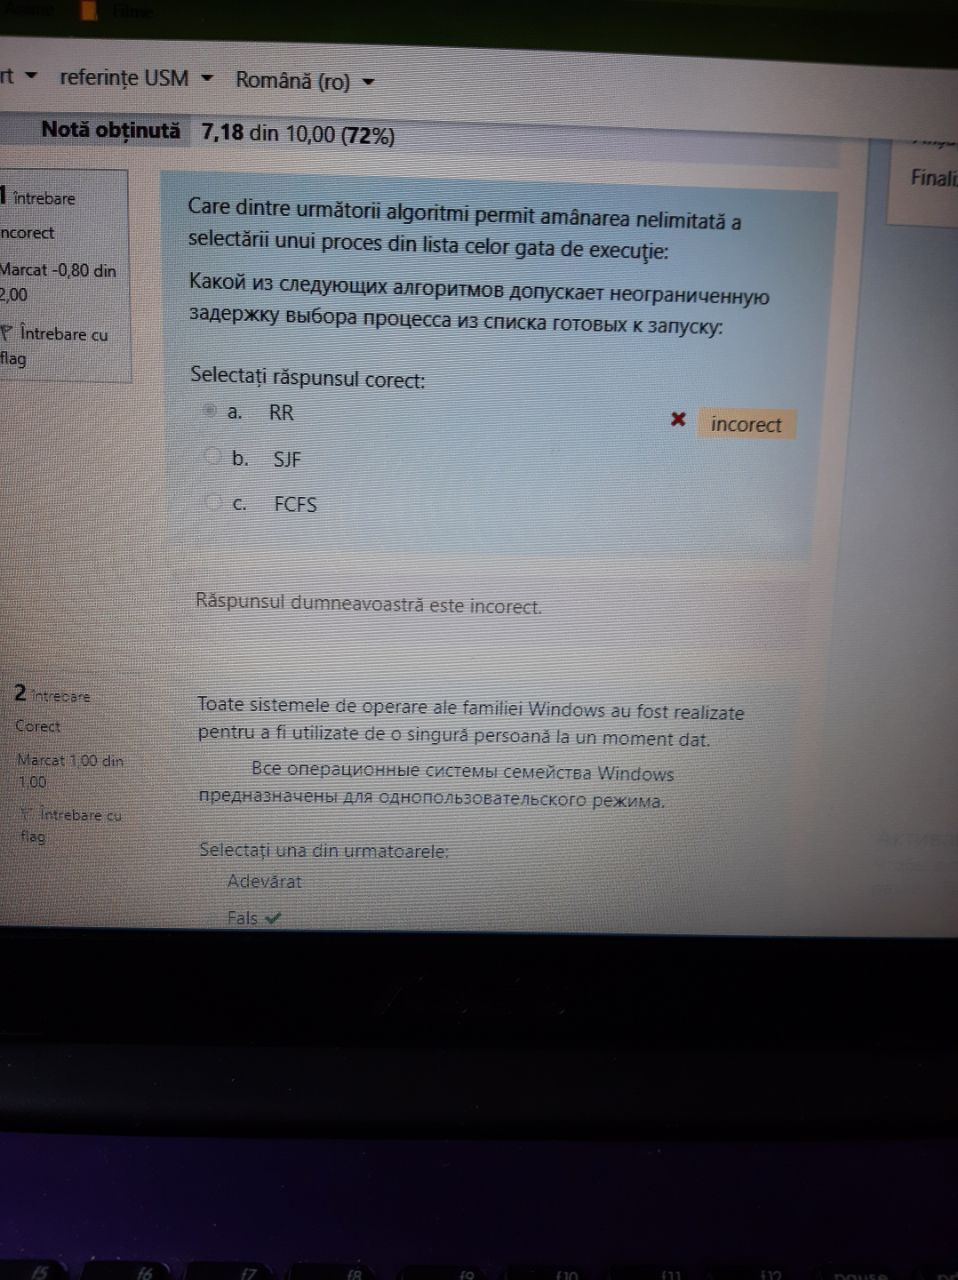 Filme
rt referințe USM Română (ro)
Notă obținută 7,18 din 10,00 (72%)
Finali
1 întrebare
ncorect
Marcat -0,80 din
2,00
Întrebare cu
flag
Care dintre următorii algoritmi permit amânarea nelimitată a
selectării unui proces din lista celor gata de execuţie:
Какой из следующих алгоритмов допускает неограниченную
задержку выбора процесса из списка готовых к запуску:
Selectați răspunsul corect:
a. RR
incorect
b. SJF
c. FCFS
Răspunsul dumneavoastră este incorect.
2 întrebare
Corect
Marcat 1,00 din
1,00
Întrebare cu
flag
Toate sistemele de operare ale familiei Windows au fost realizate
pentru a fi utilizate de o singură persoană la un moment dat.
Все операционные системы семейства Windows
предназначены для однопользовательского режима.
Selectați una din urmatoarele:
Adevărat
Fals
f5 f6 f7 f8 f9 f10 f11 f12 pause